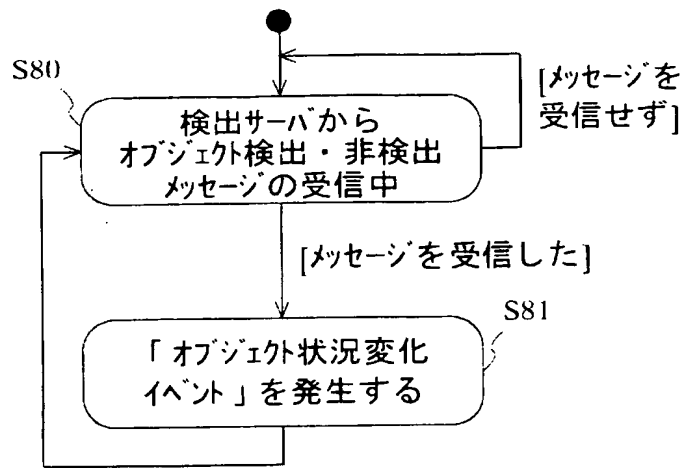 S80
[メッセージを
受信せず]
検出サーバから
オブジェクト検出・非検出
メッセージの受信中
[メッセージを受信した]
S81
「オブジェクト状況変化
イベント」を発生する